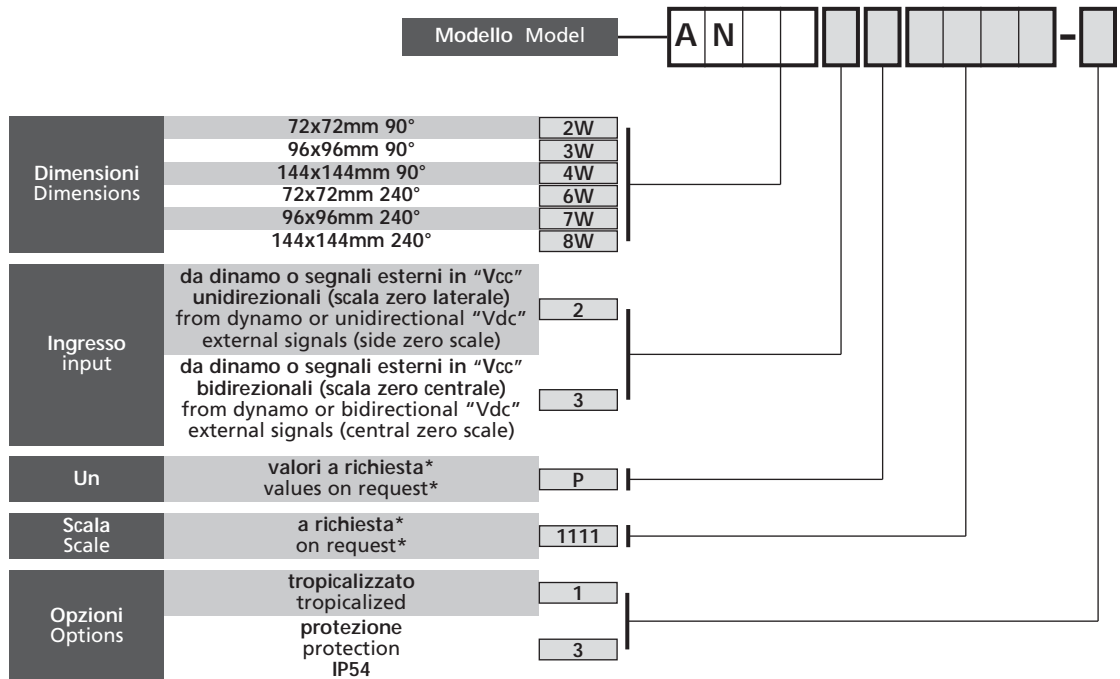 Modello Model
A N -
Dimensioni
Dimensions
72x72mm 90° 2W
96x96mm 90° 3W
144x144mm 90° 4W
72x72mm 240° 6W
96x96mm 240° 7W
144x144mm 240° 8W
Ingresso
input
da dinamo o segnali esterni in “Vcc”
unidirezionali (scala zero laterale)
from dynamo or unidirectional “Vdc”
external signals (side zero scale)
2
da dinamo o segnali esterni in “Vcc”
bidirezionali (scala zero centrale)
from dynamo or bidirectional “Vdc”
external signals (central zero scale)
3
Un
valori a richiesta*
values on request*
P
Scala
Scale
a richiesta*
on request*
1111
Opzioni
Options
tropicalizzato
tropicalized
1
protezione
protection
IP54
3